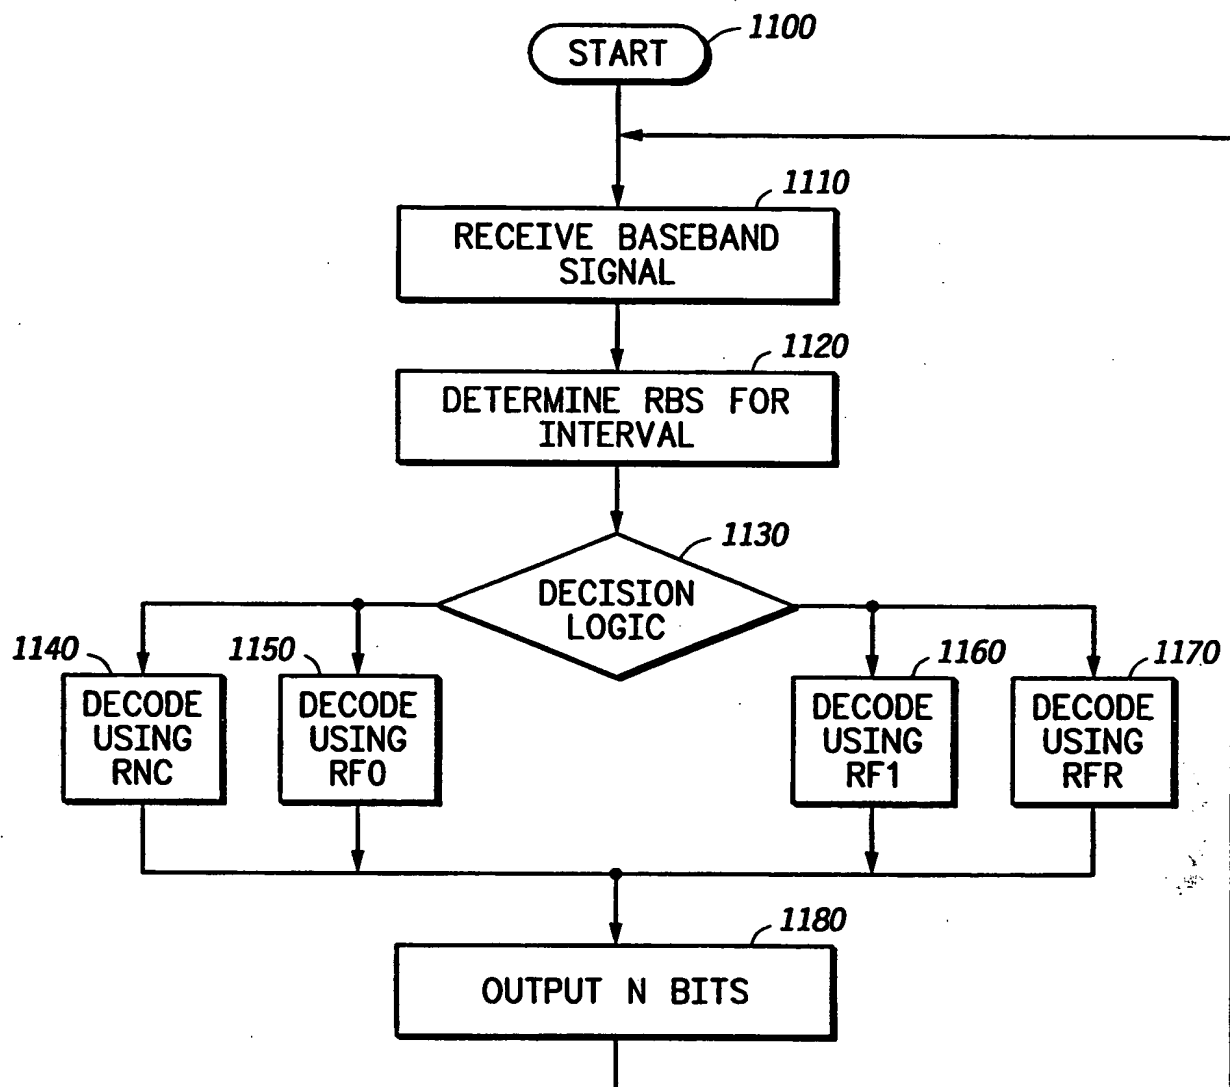 1100
START
1110
RECEIVE BASEBAND
SIGNAL
1120
DETERMINE RBS FOR
INTERVAL
1130
DECISION
LOGIC
1140
DECODE
USING
RNC
1150
DECODE
USING
RF0
1160
DECODE
USING
RF1
1170
DECODE
USING
RFR
1180
OUTPUT N BITS